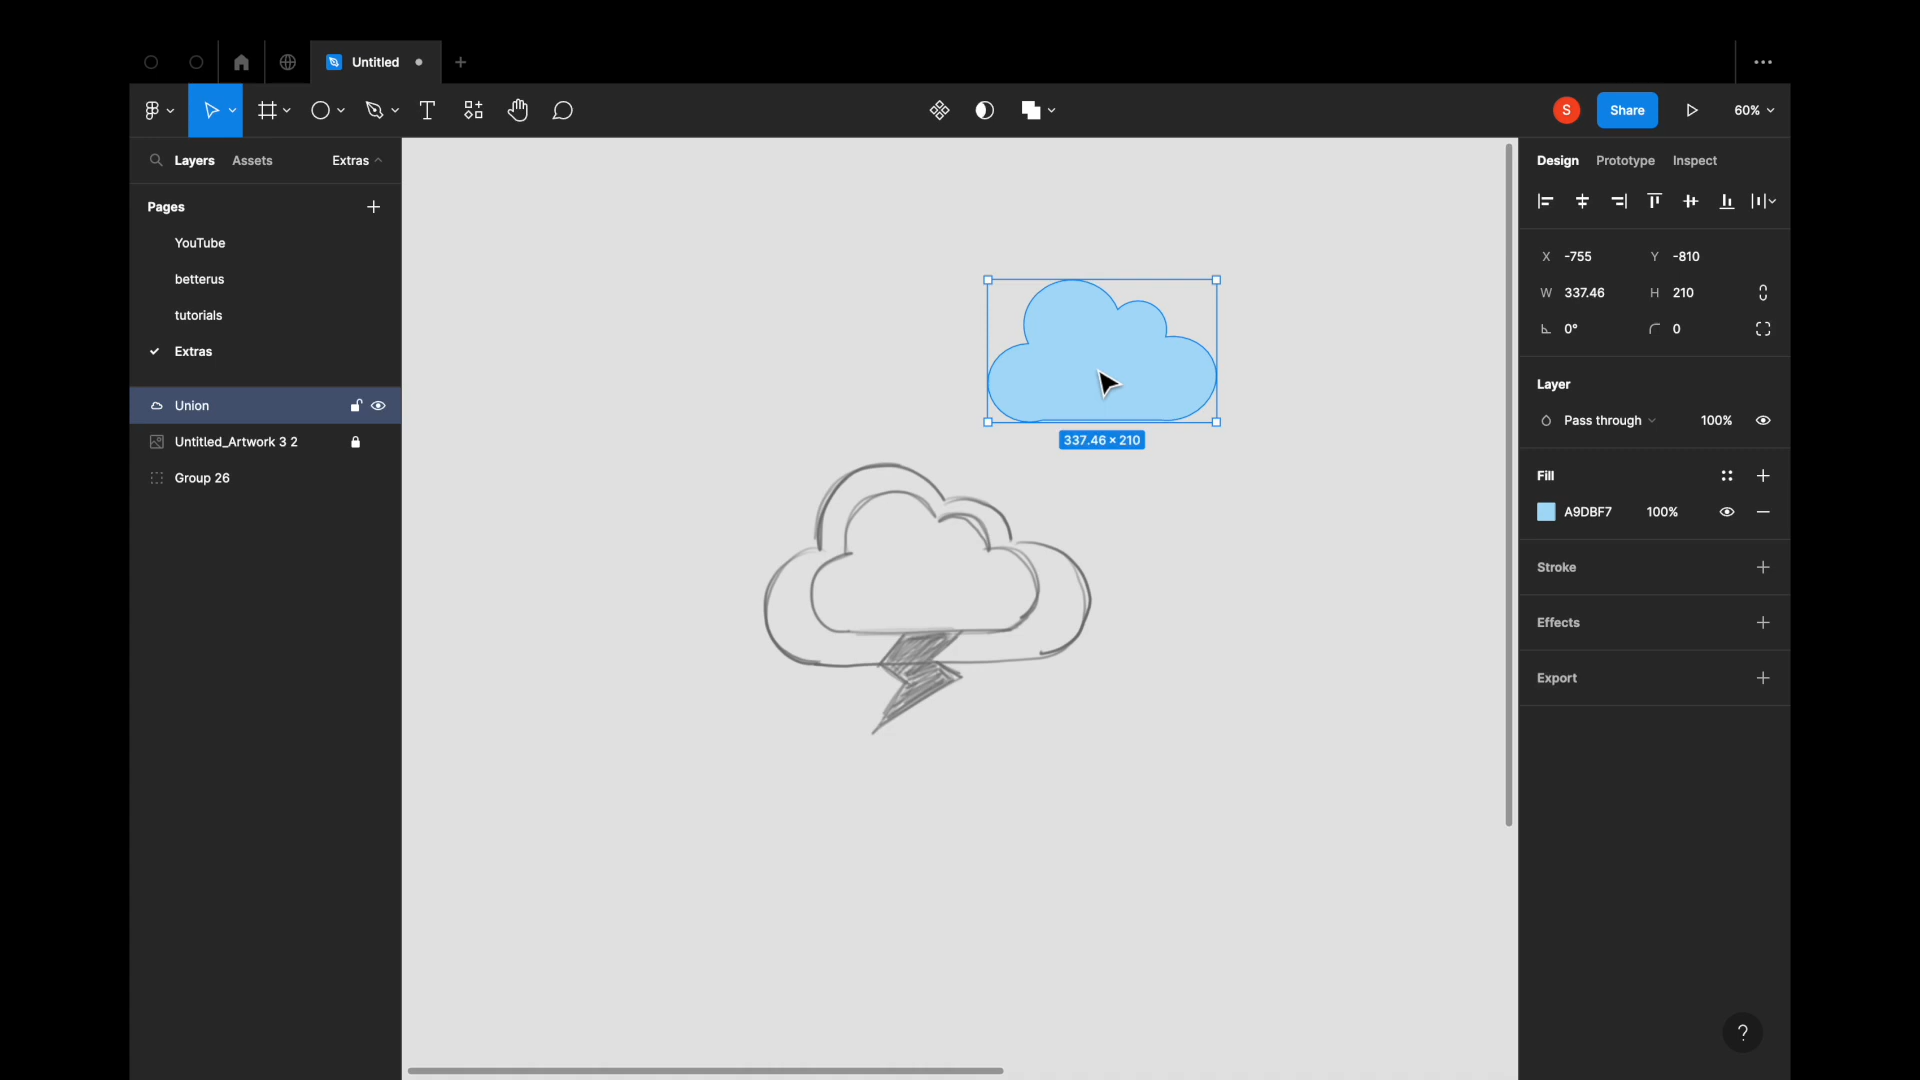 Untitled
S
Share
60%
Layers
Assets
Extras
Design
Prototype
Inspect
Pages
YouTube
betterus
tutorials
Extras
Union
Untitled_Artwork 3 2
Group 26
337.46 × 210
X -755
Y -810
W 337.46
H 210
0°
0
Layer
Pass through
100%
Fill
A9DBF7
100%
Stroke
Effects
Export
?